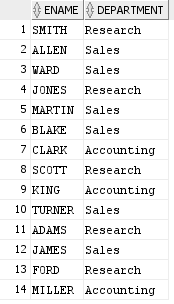 ENAME DEPARTMENT
1 SMITH Research
2 ALLEN Sales
3 WARD Sales
4 JONES Research
5 MARTIN Sales
6 BLAKE Sales
7 CLARK Accounting
8 SCOTT Research
9 KING Accounting
10 TURNER Sales
11 ADAMS Research
12 JAMES Sales
13 FORD Research
14 MILLER Accounting